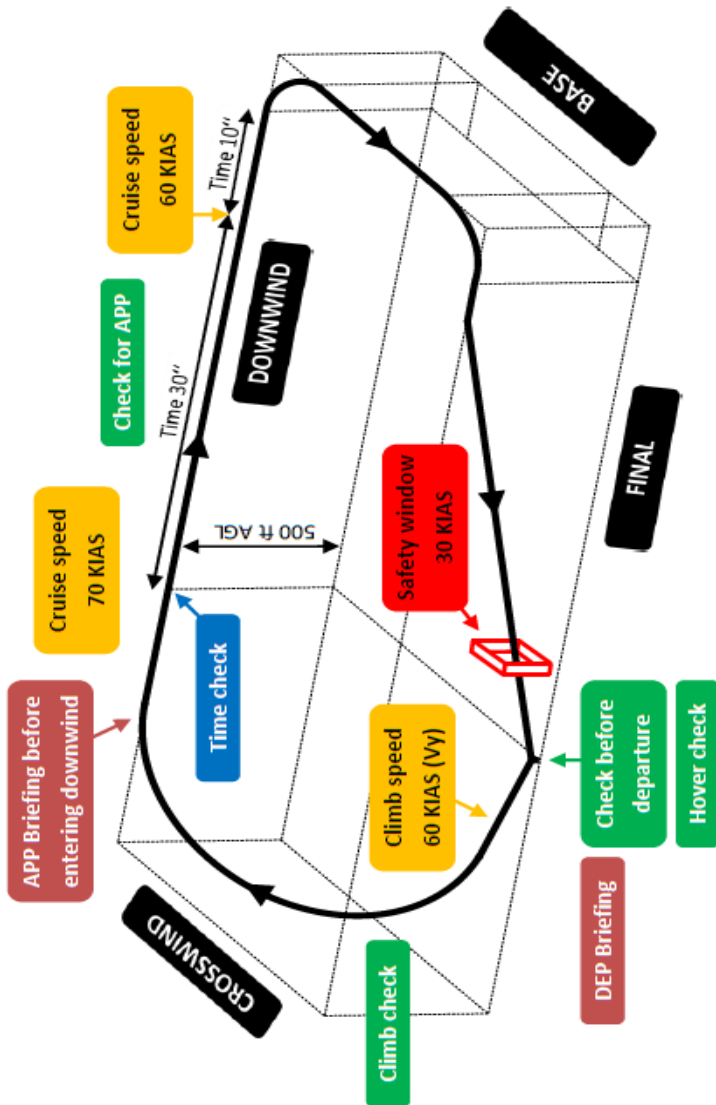 APP Briefing before
entering downwind
Cruise speed
70 KIAS
Check for APP
Cruise speed
60 KIAS
Time 30“
Time 10“
CROSSWIND
Time check
500 ft AGL
DOWNWIND
BASE
Climb check
Climb speed
60 KIAS (Vy)
Safety window
30 KIAS
FINAL
DEP Briefing
Check before
departure
Hover check